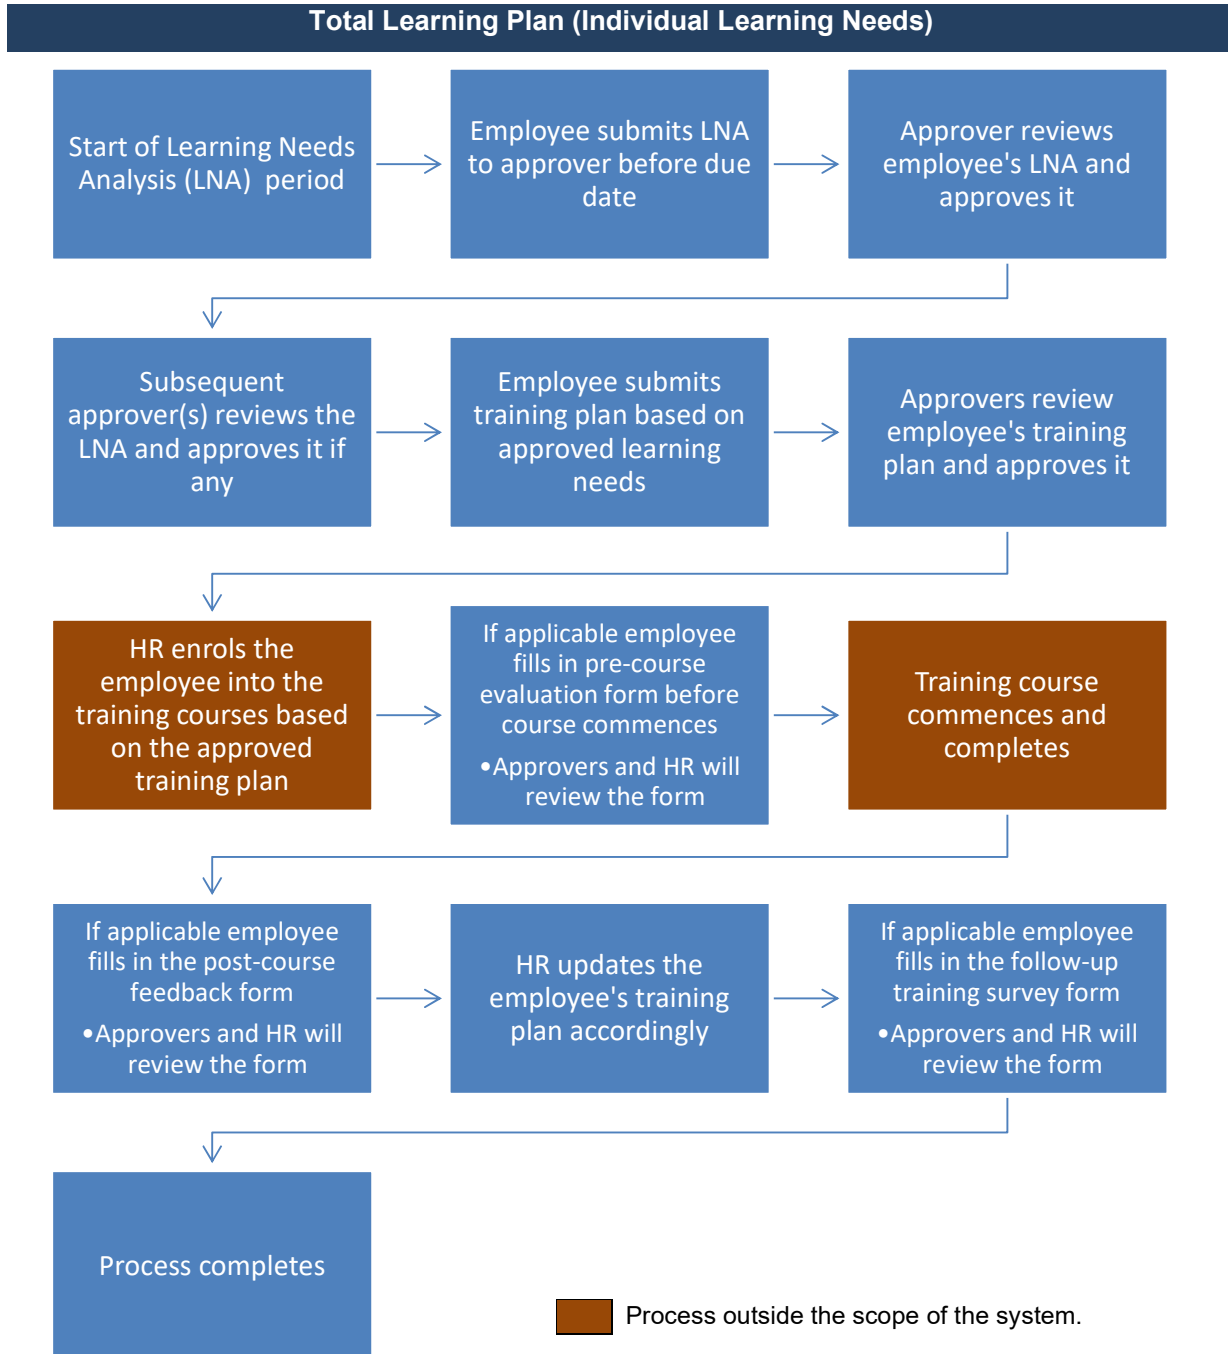 Total Learning Plan (Individual Learning Needs)
Start of Learning Needs
Analysis (LNA) period
Employee submits LNA
to approver before due
date
Approver reviews
employee's LNA and
approves it
Subsequent
approver(s) reviews the
LNA and approves it if
any
Employee submits
training plan based on
approved learning
needs
Approvers review
employee's training
plan and approves it
HR enrols the
employee into the
training courses based
on the approved
training plan
If applicable employee
fills in pre-course
evaluation form before
course commences
•Approvers and HR will
review the form
Training course
commences and
completes
If applicable employee
fills in the post-course
feedback form
•Approvers and HR will
review the form
HR updates the
employee's training
plan accordingly
If applicable employee
fills in the follow-up
training survey form
•Approvers and HR will
review the form
Process completes
Process outside the scope of the system.